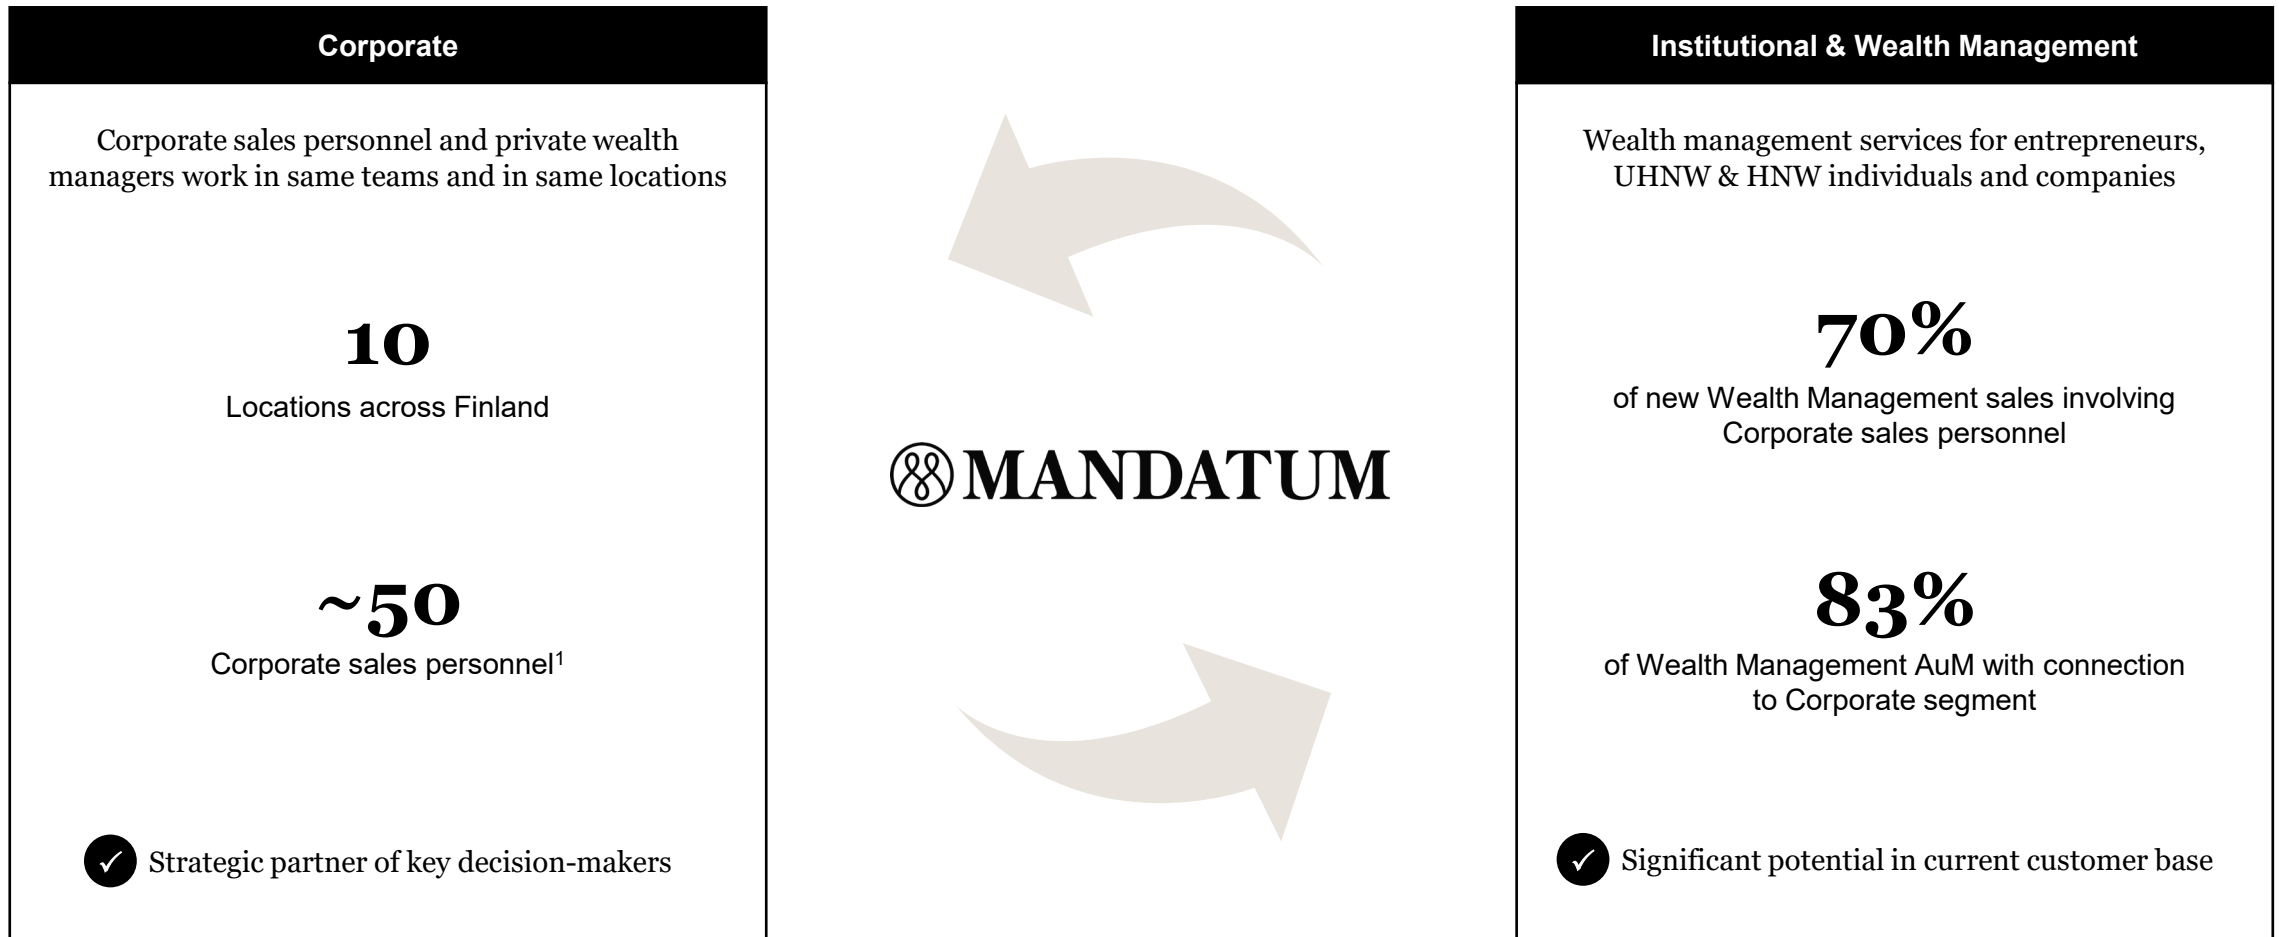 Corporate
Corporate sales personnel and private wealth
managers work in same teams and in same locations
10
Locations across Finland
~50
Corporate sales personnel¹
Strategic partner of key decision-makers
MANDATUM
Institutional & Wealth Management
Wealth management services for entrepreneurs,
UHNW & HNW individuals and companies
70%
of new Wealth Management sales involving
Corporate sales personnel
83%
of Wealth Management AuM with connection
to Corporate segment
Significant potential in current customer base